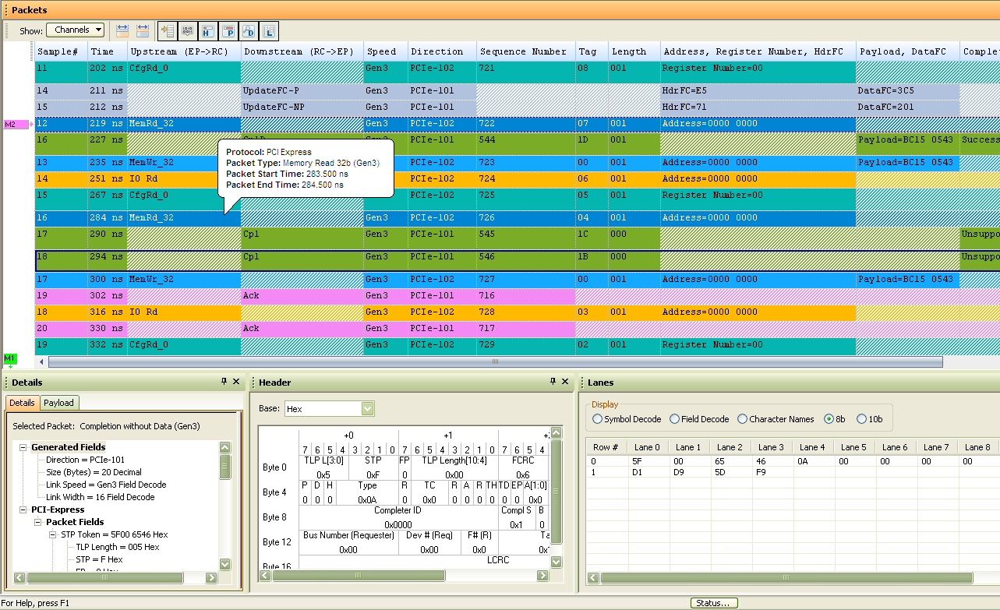 Packets
Show: Channels
Sample# Time Upstream (EP->RC) Downstream (RC->EP) Speed Direction Sequence Number Tag Length Address, Register Number, HdrFC Payload, DataFC Comple
11 202 ns CfgRd_0 Gen3 PCIe-102 721 08 001 Register Number=00
14 211 ns UpdateFC-P Gen3 PCIe-101 HdrFC=E5 DataFC=3C5
15 212 ns UpdateFC-NP Gen3 PCIe-101 HdrFC=71 DataFC=201
M2 12 219 ns MemRd_32 Gen3 PCIe-102 722 07 001 Address=0000 0000
16 227 ns PCIe-101 544 1D 001 Payload=BC15 0543 Success
13 235 ns MemWr_32 PCIe-102 723 00 001 Address=0000 0000 Payload=BC15 0543
14 251 ns IO Rd PCIe-102 724 06 001 Address=0000 0000
15 267 ns CfgRd_0 PCIe-102 725 05 001 Register Number=00
Protocol: PCI Express
Packet Type: Memory Read 32b (Gen3)
Packet Start Time: 283.500 ns
Packet End Time: 284.500 ns
16 284 ns MemRd_32 Gen3 PCIe-102 726 04 001 Address=0000 0000
17 290 ns Cpl Gen3 PCIe-101 545 1C 000 Unsuppo
18 294 ns Cpl Gen3 PCIe-101 546 1B 000 Unsuppo
17 300 ns MemWr_32 Gen3 PCIe-102 727 00 001 Address=0000 0000 Payload=BC15 0543
19 302 ns Ack Gen3 PCIe-101 716
18 316 ns IO Rd Gen3 PCIe-102 728 03 001 Address=0000 0000
20 330 ns Ack Gen3 PCIe-101 717
19 332 ns CfgRd_0 Gen3 PCIe-102 729 02 001 Register Number=00
M1
Details
Details Payload
Selected Packet: Completion without Data (Gen3)
Generated Fields
Direction = PCIe-101
Size (Bytes) = 20 Decimal
Link Speed = Gen3 Field Decode
Link Width = 16 Field Decode
PCI-Express
Packet Fields
STP Token = 5F00 6546 Hex
TLP Length = 005 Hex
STP = F Hex
Header
Base: Hex
+0 +1
7 6 5 4 3 2 1 0 7 6 5 4 3 2 1 0 7 6 5 4
Byte 0 TLP L[3:0] STP FP TLP Length[10:4] FCRC
0x5 0xF 0 0x00 0x6
Byte 4 P D H Type R TC R A R TH TD EP A[1:0]
0 0 0 0x0A 0 0x0 0 0 0 0 0 0 0x0
Byte 8 Completer ID Compl S B
0x0000 0x1 0
Byte 12 Bus Number (Requester) Dev # (Req) F# (R) Ta
0x00 0x00 0x0 0x
Byte 16 LCRC
Lanes
Display
Symbol Decode Field Decode Character Names 8b 10b
Row # Lane 0 Lane 1 Lane 2 Lane 3 Lane 4 Lane 5 Lane 6 Lane 7 Lane 8
0 5F 00 65 46 0A 00 00 00 00
1 D1 D9 5D F9
For Help, press F1
Status...